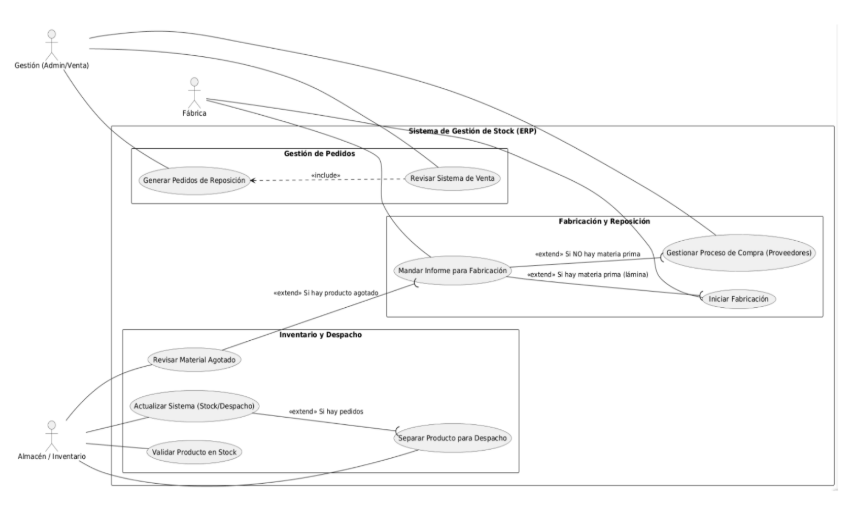 Gestión (Admin/Venta)
Fábrica
Sistema de Gestión de Stock (ERP)
Gestión de Pedidos
Generar Pedidos de Reposición
«include»
Revisar Sistema de Venta
Fabricación y Reposición
Mandar Informe para Fabricación
«extend» Si NO hay materia prima
Gestionar Proceso de Compra (Proveedores)
«extend» Si hay materia prima (lámina)
Iniciar Fabricación
«extend» Si hay producto agotado
Inventario y Despacho
Revisar Material Agotado
Actualizar Sistema (Stock/Despacho)
«extend» Si hay pedidos
Separar Producto para Despacho
Validar Producto en Stock
Almacén / Inventario